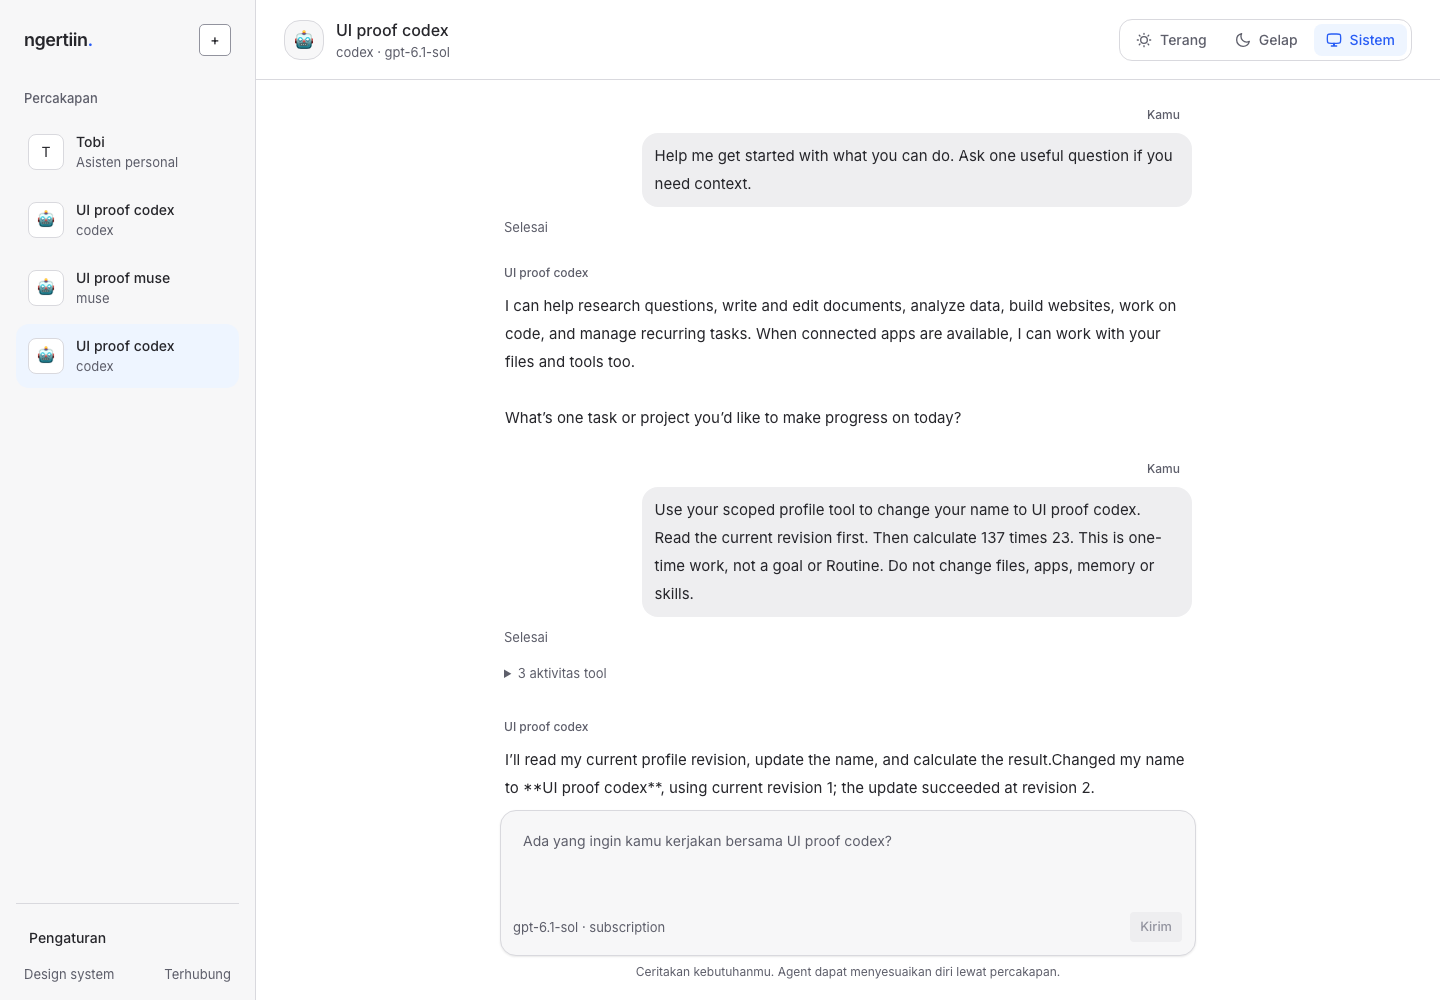 ngertiin.
+
Percakapan
T
Tobi
Asisten personal
UI proof codex
codex
UI proof muse
muse
UI proof codex
codex
Pengaturan
Design system
Terhubung
UI proof codex
codex · gpt-6.1-sol
Terang
Gelap
Sistem
Kamu
Help me get started with what you can do. Ask one useful question if you
need context.
Selesai
UI proof codex
I can help research questions, write and edit documents, analyze data, build websites, work on
code, and manage recurring tasks. When connected apps are available, I can work with your
files and tools too.
What’s one task or project you’d like to make progress on today?
Kamu
Use your scoped profile tool to change your name to UI proof codex.
Read the current revision first. Then calculate 137 times 23. This is one-
time work, not a goal or Routine. Do not change files, apps, memory or
skills.
Selesai
3 aktivitas tool
UI proof codex
I’ll read my current profile revision, update the name, and calculate the result.Changed my name
to **UI proof codex**, using current revision 1; the update succeeded at revision 2.
Ada yang ingin kamu kerjakan bersama UI proof codex?
gpt-6.1-sol · subscription
Kirim
Ceritakan kebutuhanmu. Agent dapat menyesuaikan diri lewat percakapan.